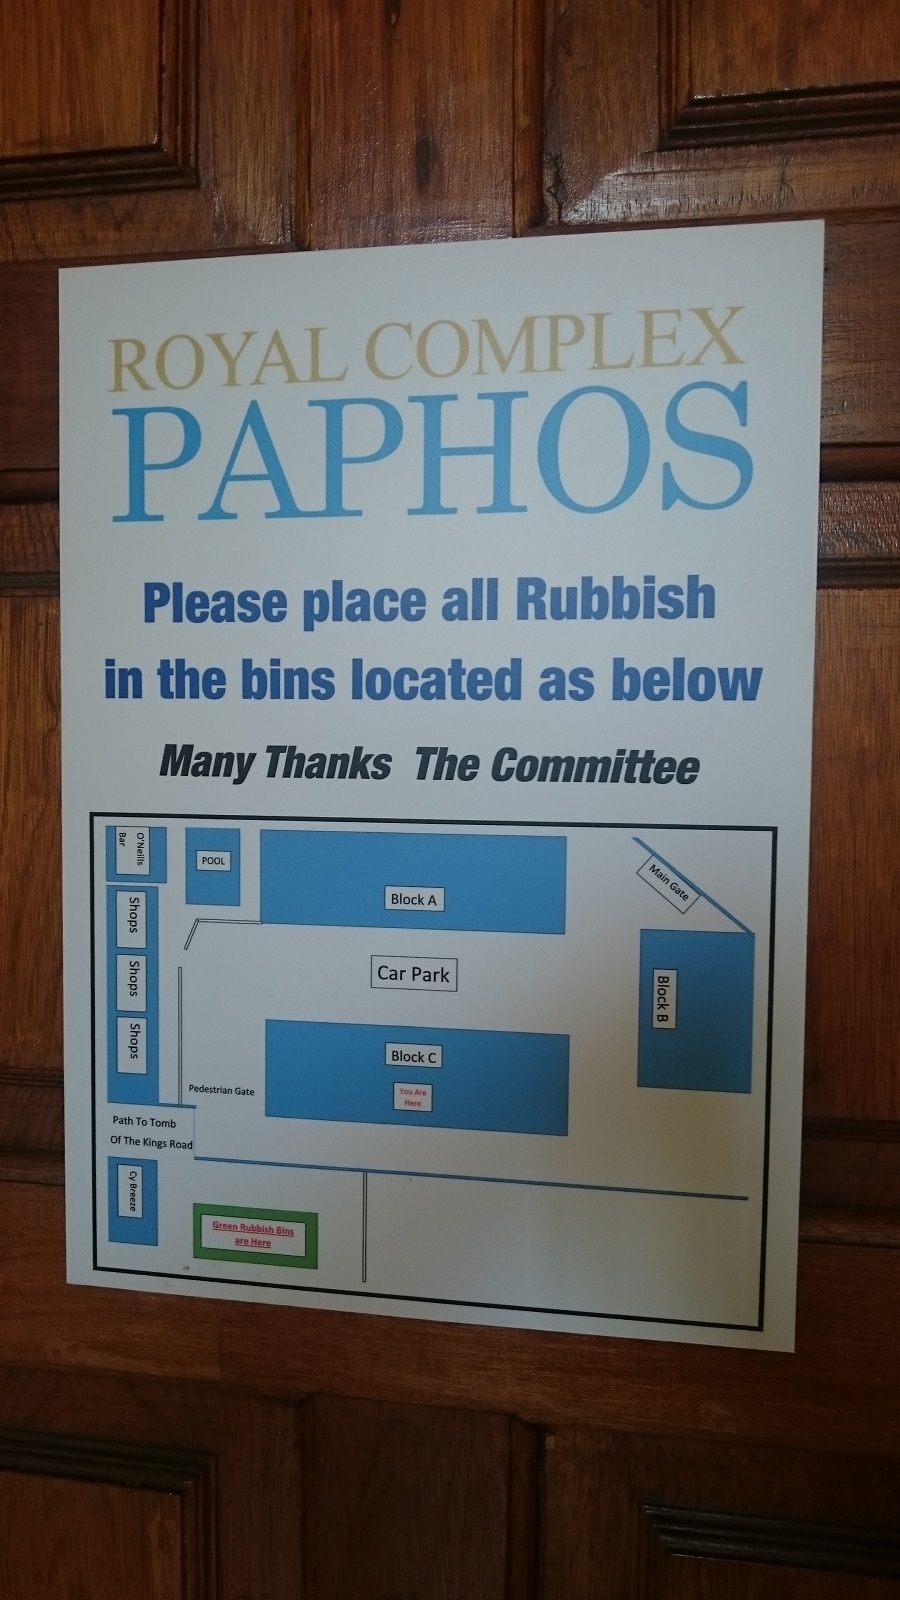 ROYAL COMPLEX
PAPHOS
Please place all Rubbish
in the bins located as below
Many Thanks The Committee
O'Neills
Bar
POOL
Block A
Main Gate
Shops
Shops
Shops
Car Park
Block B
Block C
You Are
Here
Pedestrian Gate
Path To Tomb
Of The Kings Road
Cy Breeze
Green Rubbish Bins
are Here